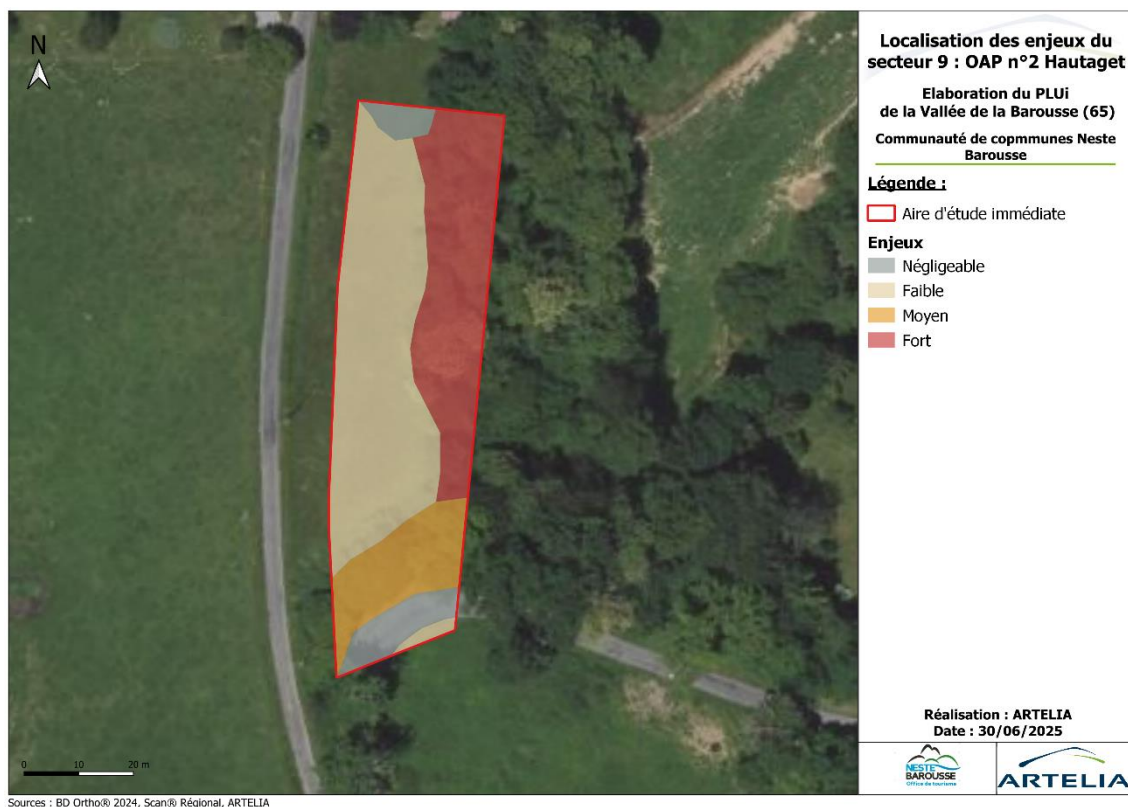 N
0 10 20 m
Localisation des enjeux du
secteur 9 : OAP n°2 Hautaget
Elaboration du PLUi
de la Vallée de la Barousse (65)
Communauté de copmmunes Neste
Barousse
Légende :
Aire d'étude immédiate
Enjeux
Négligeable
Faible
Moyen
Fort
Réalisation : ARTELIA
Date : 30/06/2025
NESTE
BAROUSSE
Office de tourisme
ARTELIA
Sources : BD Ortho® 2024, Scan® Régional, ARTELIA